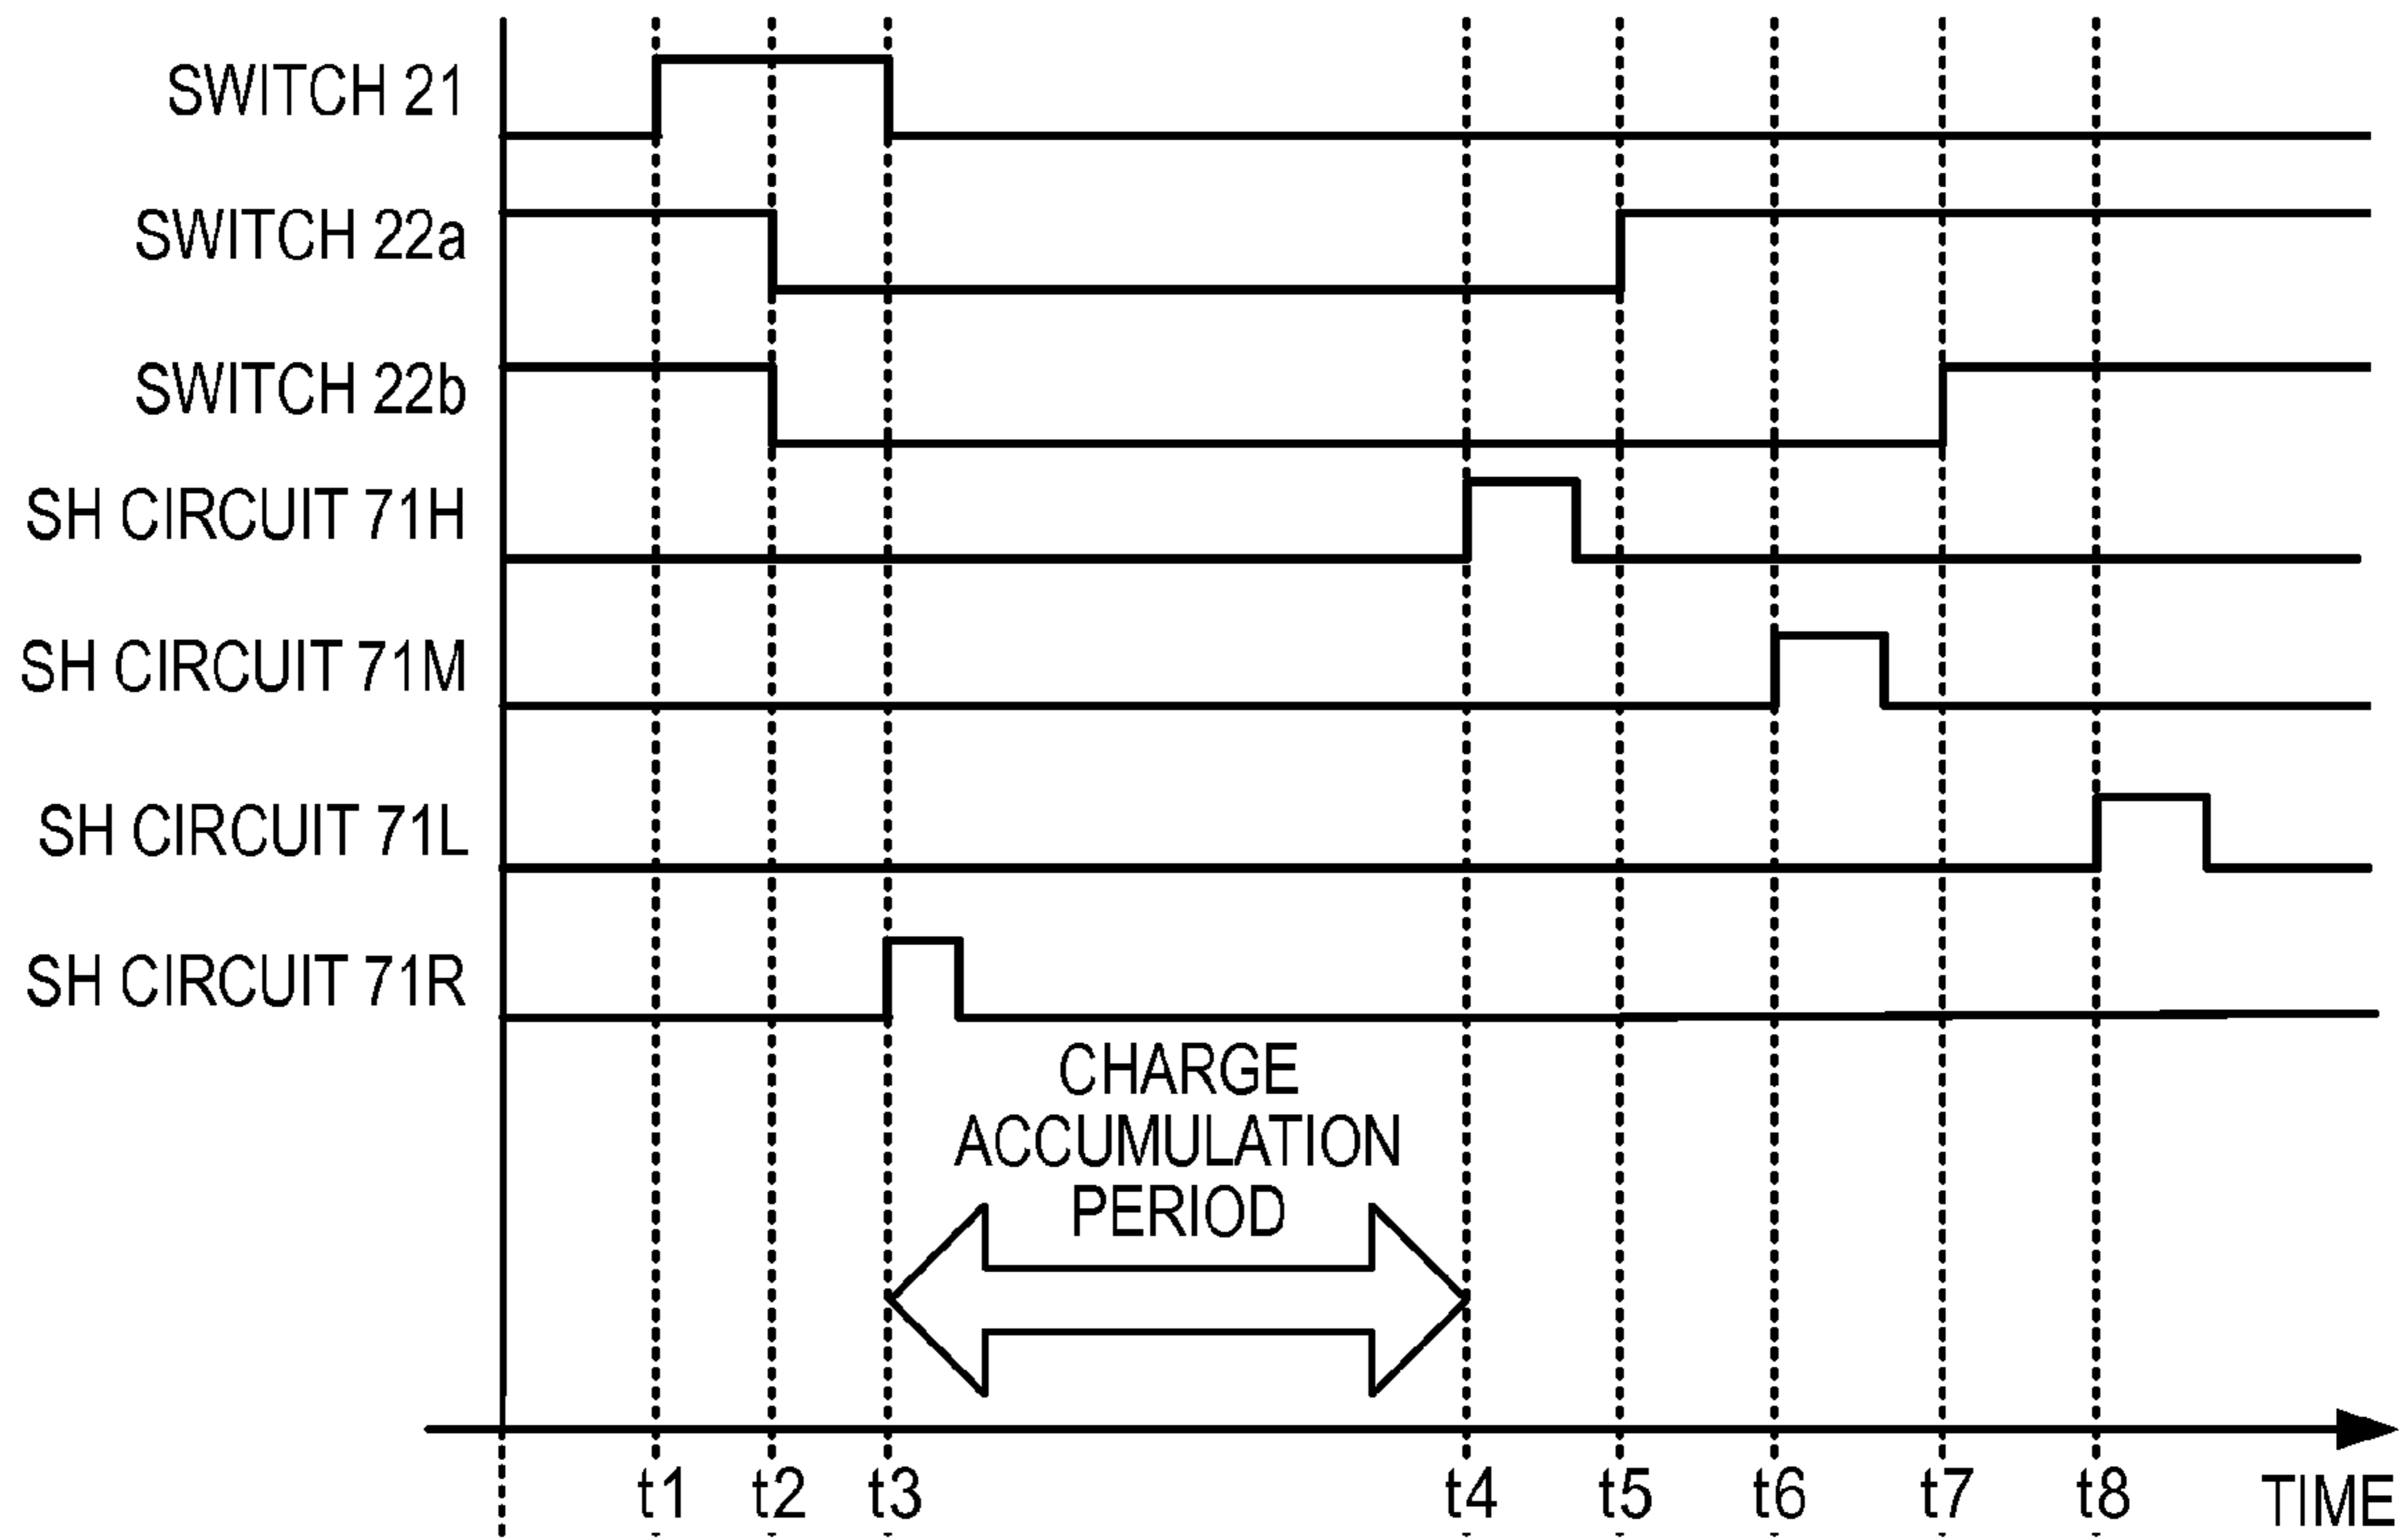 SWITCH 21
SWITCH 22a
SWITCH 22b
SH CIRCUIT 71H
SH CIRCUIT 71M
SH CIRCUIT 71L
SH CIRCUIT 71R
CHARGE
ACCUMULATION
PERIOD
t1 t2 t3 t4 t5 t6 t7 t8 TIME